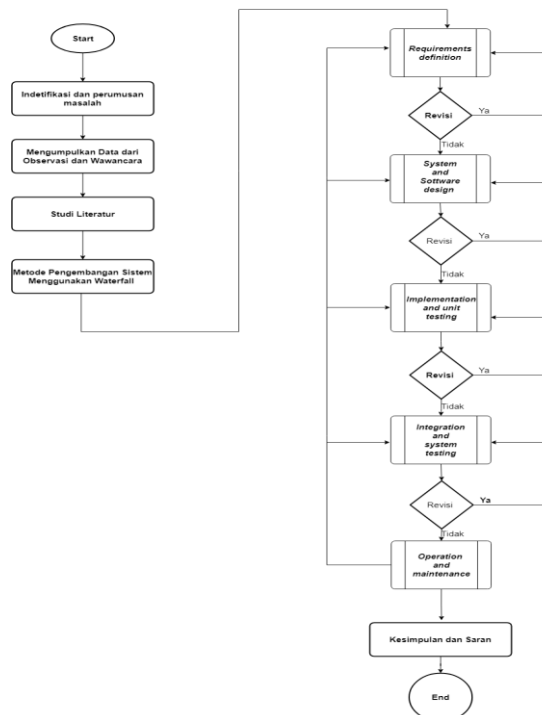 Start
Indetifikasi dan perumusan
masalah
Mengumpulkan Data dari
Observasi dan Wawancara
Studi Literatur
Metode Pengembangan Sistem
Menggunakan Waterfall
Requirements
definition
Revisi
Ya
Tidak
System
and
Sottware
design
Revisi
Ya
Tidak
Implementation
and unit
testing
Revisi
Ya
Tidak
Integration
and
system
testing
Revisi
Ya
Tidak
Operation
and
maintenance
Kesimpulan dan Saran
End